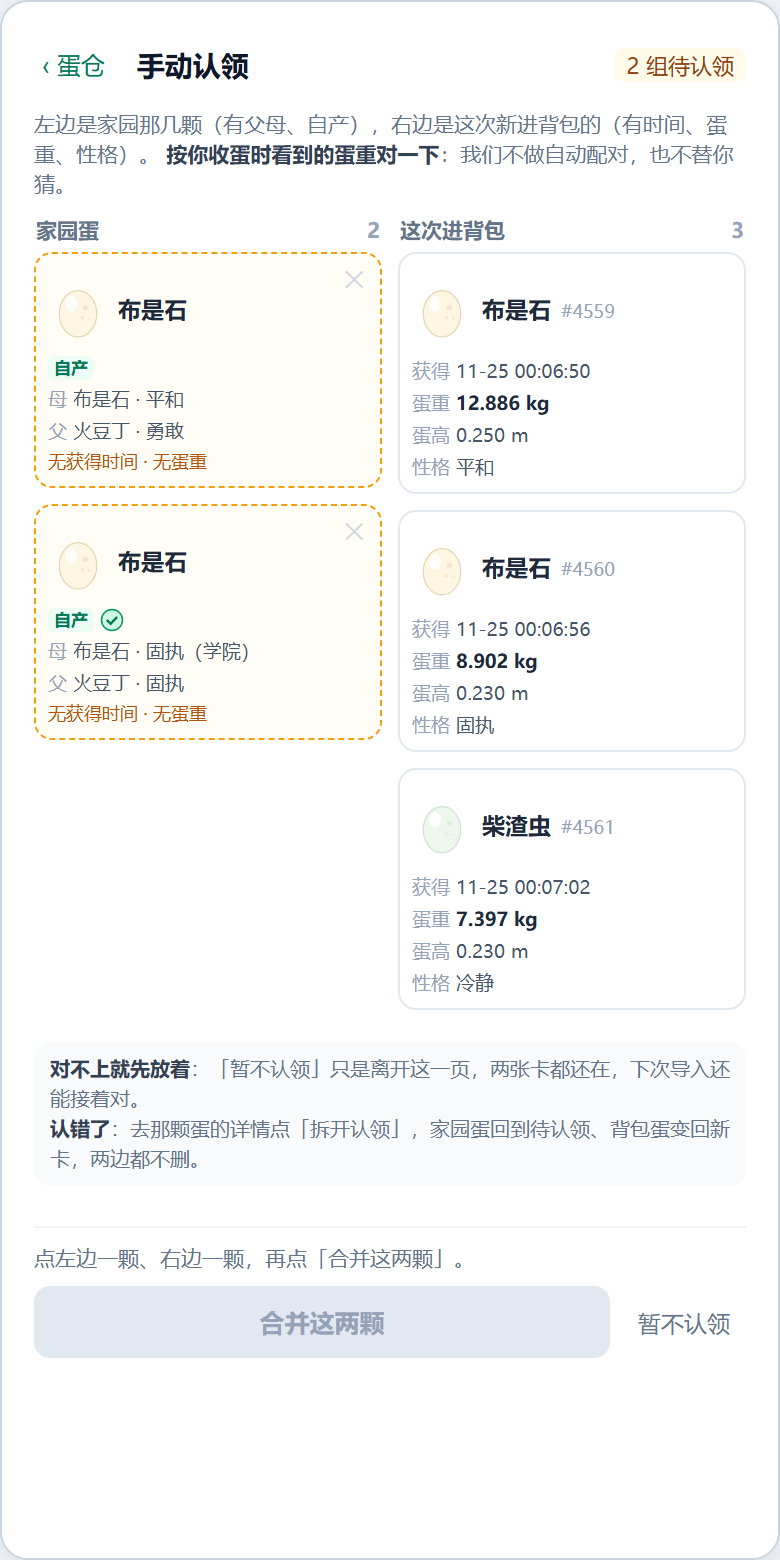 ‹ 蛋仓 手动认领 2 组待认领
左边是家园那几颗（有父母、自产），右边是这次新进背包的（有时间、蛋
重、性格）。 按你收蛋时看到的蛋重对一下：我们不做自动配对，也不替你
猜。
家园蛋 2
布是石
自产
母 布是石 · 平和
父 火豆丁 · 勇敢
无获得时间 · 无蛋重
布是石
自产
母 布是石 · 固执（学院）
父 火豆丁 · 固执
无获得时间 · 无蛋重
这次进背包 3
布是石 #4559
获得 11-25 00:06:50
蛋重 12.886 kg
蛋高 0.250 m
性格 平和
布是石 #4560
获得 11-25 00:06:56
蛋重 8.902 kg
蛋高 0.230 m
性格 固执
柴渣虫 #4561
获得 11-25 00:07:02
蛋重 7.397 kg
蛋高 0.230 m
性格 冷静
对不上就先放着：「暂不认领」只是离开这一页，两张卡都还在，下次导入还
能接着对。
认错了：去那颗蛋的详情点「拆开认领」，家园蛋回到待认领、背包蛋变回新
卡，两边都不删。
点左边一颗、右边一颗，再点「合并这两颗」。
合并这两颗 暂不认领